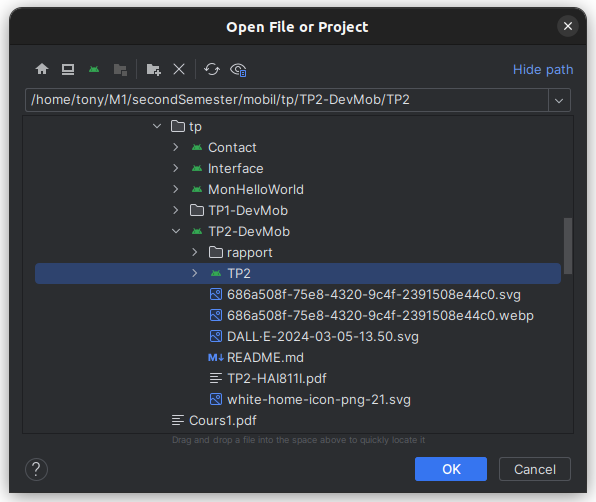 Open File or Project
Hide path
/home/tony/M1/secondSemester/mobil/tp/TP2-DevMob/TP2
tp
Contact
Interface
MonHelloWorld
TP1-DevMob
TP2-DevMob
rapport
TP2
686a508f-75e8-4320-9c4f-2391508e44c0.svg
686a508f-75e8-4320-9c4f-2391508e44c0.webp
DALL·E-2024-03-05-13.50.svg
M↓ README.md
TP2-HAI811I.pdf
white-home-icon-png-21.svg
Cours1.pdf
Drag and drop a file into the space above to quickly locate it
? OK Cancel